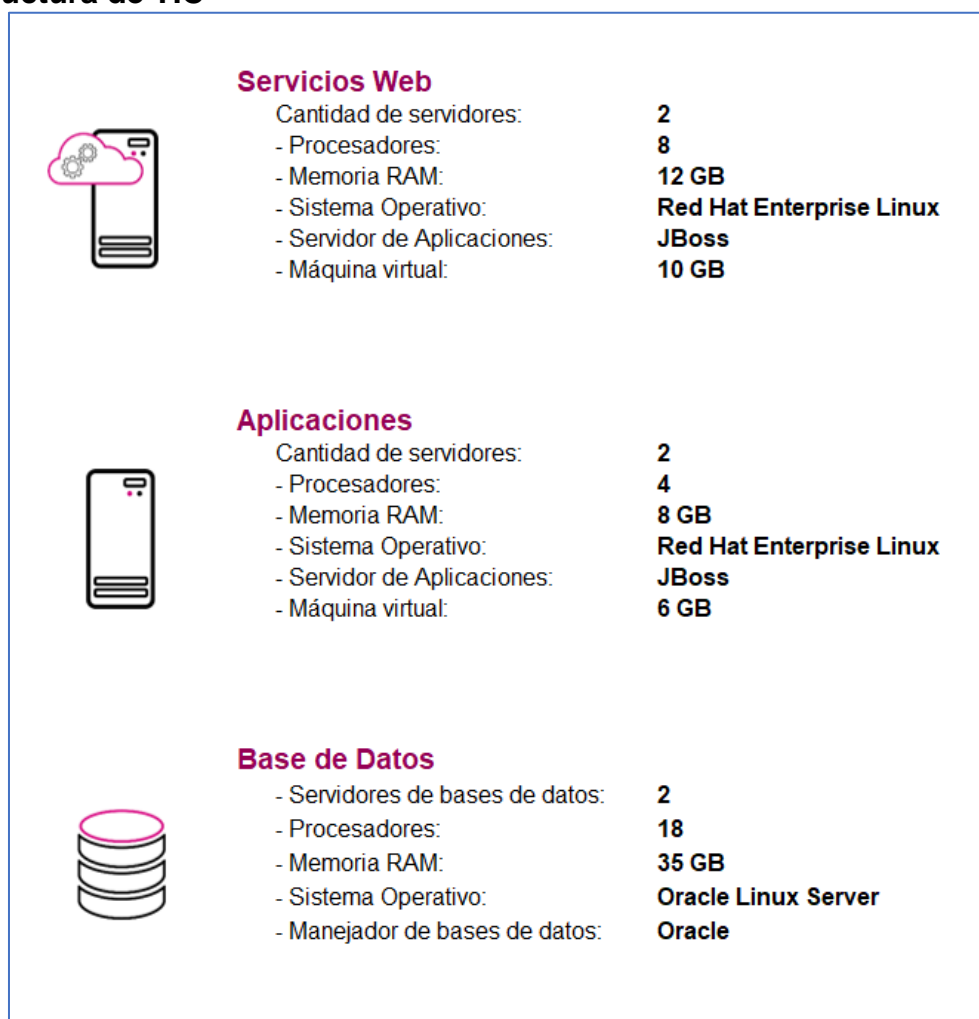 Servicios Web
Cantidad de servidores: 2
- Procesadores: 8
- Memoria RAM: 12 GB
- Sistema Operativo: Red Hat Enterprise Linux
- Servidor de Aplicaciones: JBoss
- Máquina virtual: 10 GB
Aplicaciones
Cantidad de servidores: 2
- Procesadores: 4
- Memoria RAM: 8 GB
- Sistema Operativo: Red Hat Enterprise Linux
- Servidor de Aplicaciones: JBoss
- Máquina virtual: 6 GB
Base de Datos
- Servidores de bases de datos: 2
- Procesadores: 18
- Memoria RAM: 35 GB
- Sistema Operativo: Oracle Linux Server
- Manejador de bases de datos: Oracle